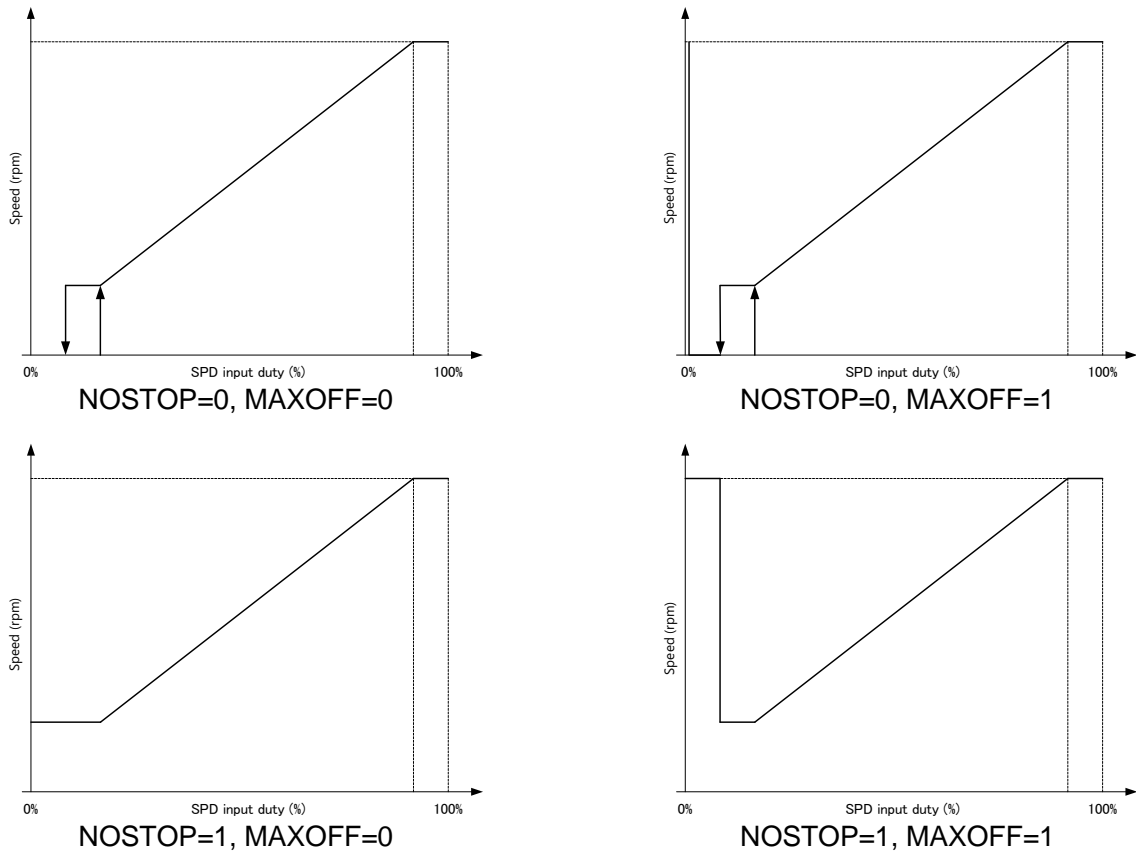 Speed (rpm)
0%
SPD input duty (%)
100%
NOSTOP=0, MAXOFF=0
Speed (rpm)
0%
SPD input duty (%)
100%
NOSTOP=0, MAXOFF=1
Speed (rpm)
0%
SPD input duty (%)
100%
NOSTOP=1, MAXOFF=0
Speed (rpm)
0%
SPD input duty (%)
100%
NOSTOP=1, MAXOFF=1